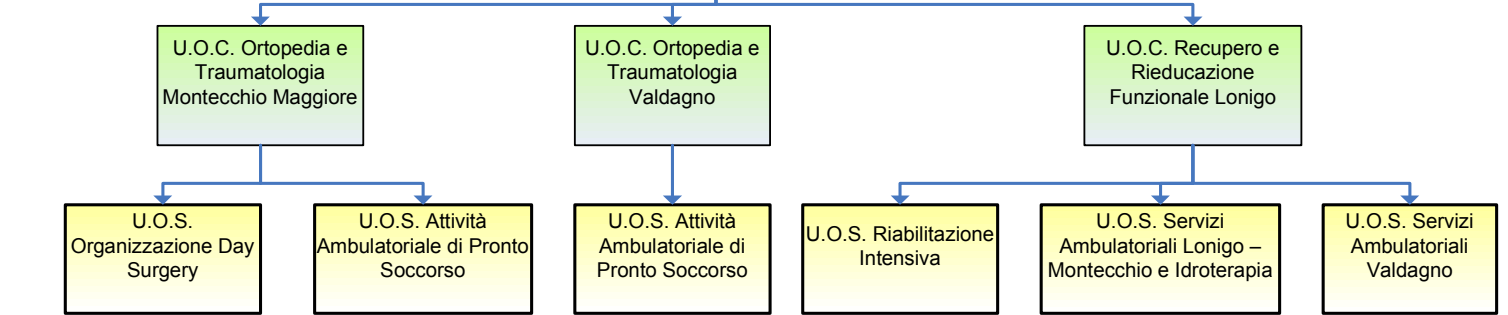 U.O.C. Ortopedia e
Traumatologia
Montecchio Maggiore
U.O.C. Ortopedia e
Traumatologia
Valdagno
U.O.C. Recupero e
Rieducazione
Funzionale Lonigo
U.O.S.
Organizzazione Day
Surgery
U.O.S. Attività
Ambulatoriale di Pronto
Soccorso
U.O.S. Attività
Ambulatoriale di
Pronto Soccorso
U.O.S. Riabilitazione
Intensiva
U.O.S. Servizi
Ambulatoriali Lonigo –
Montecchio e Idroterapia
U.O.S. Servizi
Ambulatoriali
Valdagno